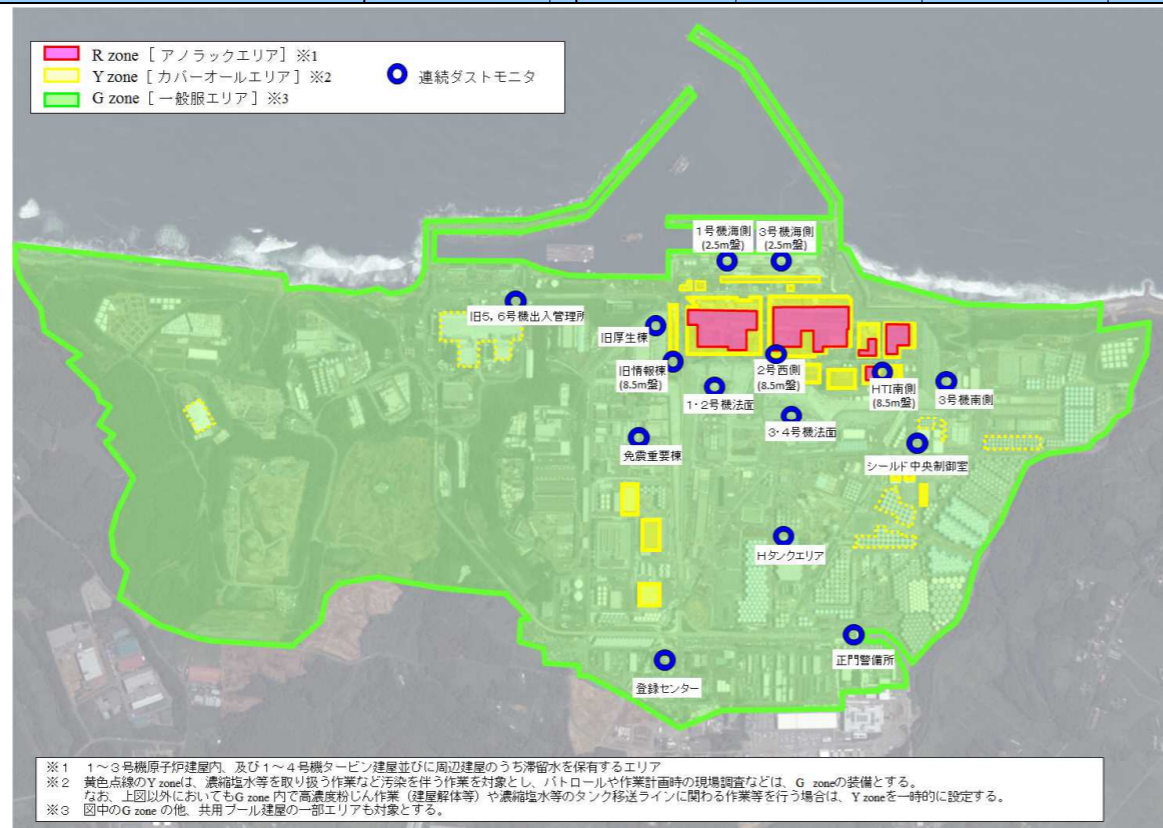 R zone [ アノラックエリア] ※1
Y zone [ カバーオールエリア] ※2
G zone [ 一般服エリア] ※3
連続ダストモニタ
1号機海側
(2.5m盤)
3号機海側
(2.5m盤)
旧5, 6号機出入管理所
旧厚生棟
旧情報棟
(8.5m盤)
2号西側
(8.5m盤)
HTI南側
(8.5m盤)
3号機南側
1・2号機法面
3・4号機法面
免震重要棟
シールド中央制御室
Hタンクエリア
正門警備所
登録センター
※1 1～3号機原子炉建屋内、及び1～4号機タービン建屋並びに周辺建屋のうち滞留水を保有するエリア
※2 黄色点線のY zoneは、濃縮塩水等を取り扱う作業など汚染を伴う作業を対象とし、パトロールや作業計画時の現場調査などは、G zoneの装備とする。
なお、上図以外においてもG zone 内で高濃度粉じん作業（建屋解体等）や濃縮塩水等のタンク移送ラインに関わる作業等を行う場合は、Y zoneを一時的に設定する。
※3 図中のG zone の他、共用プール建屋の一部エリアも対象とする。